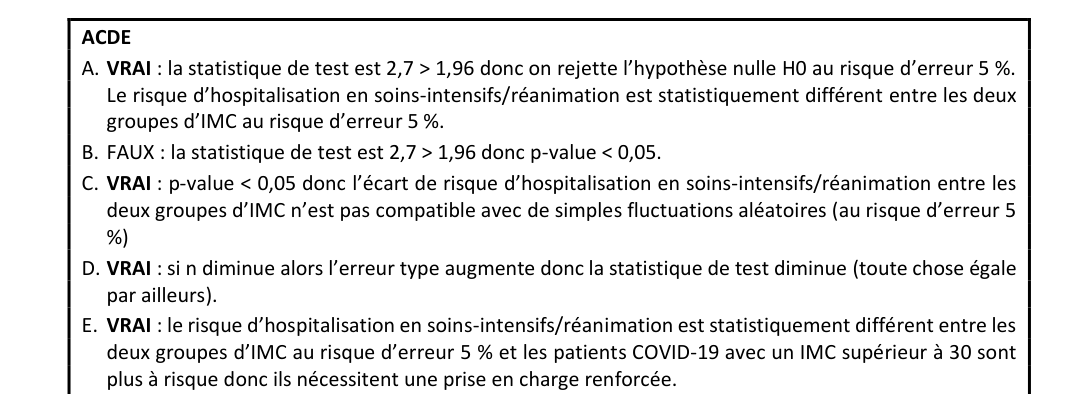 ACDE
A. VRAI : la statistique de test est 2,7 > 1,96 donc on rejette l’hypothèse nulle H0 au risque d’erreur 5 %.
Le risque d’hospitalisation en soins-intensifs/réanimation est statistiquement différent entre les deux
groupes d’IMC au risque d’erreur 5 %.
B. FAUX : la statistique de test est 2,7 > 1,96 donc p-value < 0,05.
C. VRAI : p-value < 0,05 donc l’écart de risque d’hospitalisation en soins-intensifs/réanimation entre les
deux groupes d’IMC n’est pas compatible avec de simples fluctuations aléatoires (au risque d’erreur 5
%)
D. VRAI : si n diminue alors l’erreur type augmente donc la statistique de test diminue (toute chose égale
par ailleurs).
E. VRAI : le risque d’hospitalisation en soins-intensifs/réanimation est statistiquement différent entre les
deux groupes d’IMC au risque d’erreur 5 % et les patients COVID-19 avec un IMC supérieur à 30 sont
plus à risque donc ils nécessitent une prise en charge renforcée.